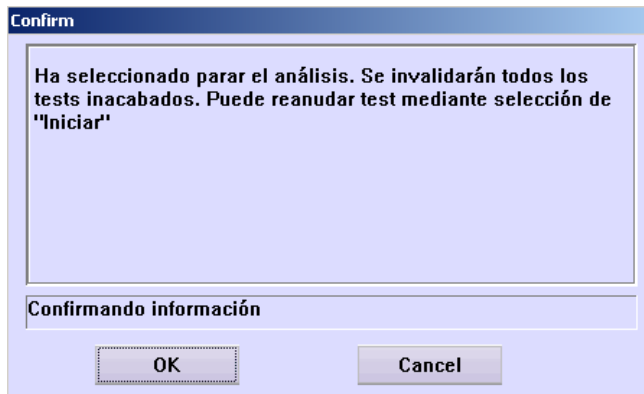 Confirm
Ha seleccionado parar el análisis. Se invalidarán todos los
tests inacabados. Puede reanudar test mediante selección de
"Iniciar"
Confirmando información
OK
Cancel